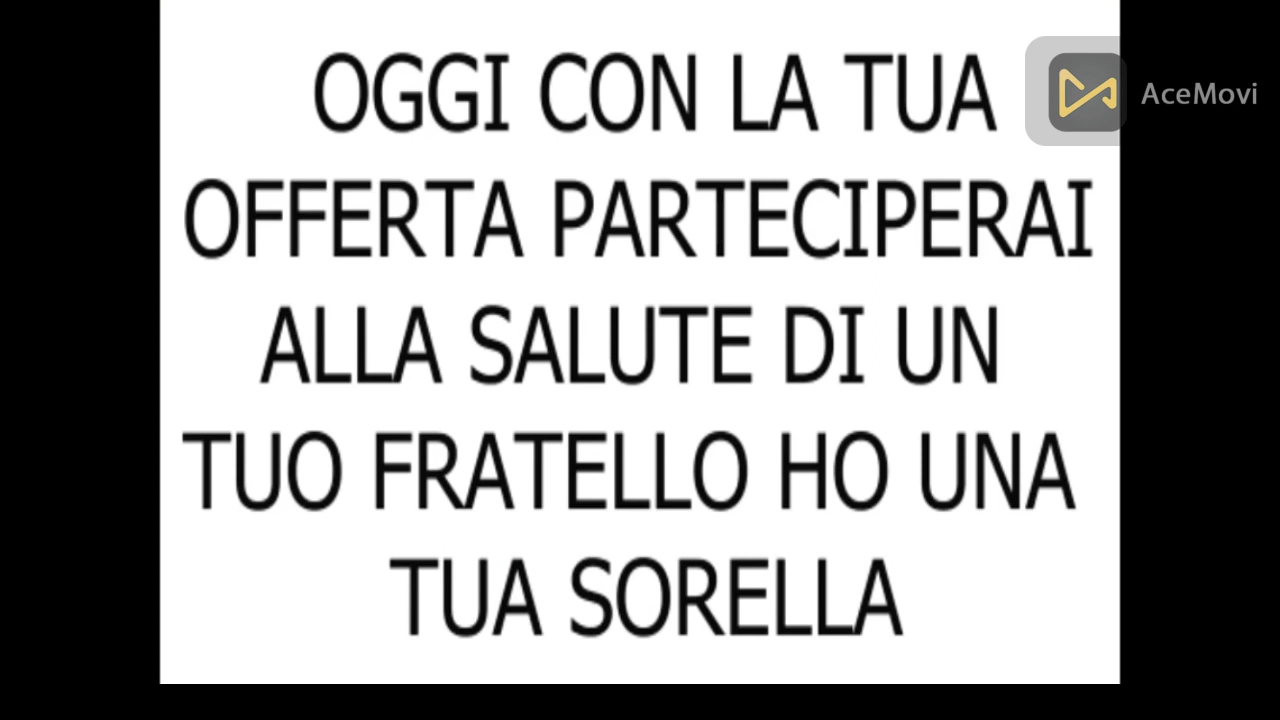 OGGI CON LA TUA
OFFERTA PARTECIPERAI
ALLA SALUTE DI UN
TUO FRATELLO HO UNA
TUA SORELLA
AceMovi